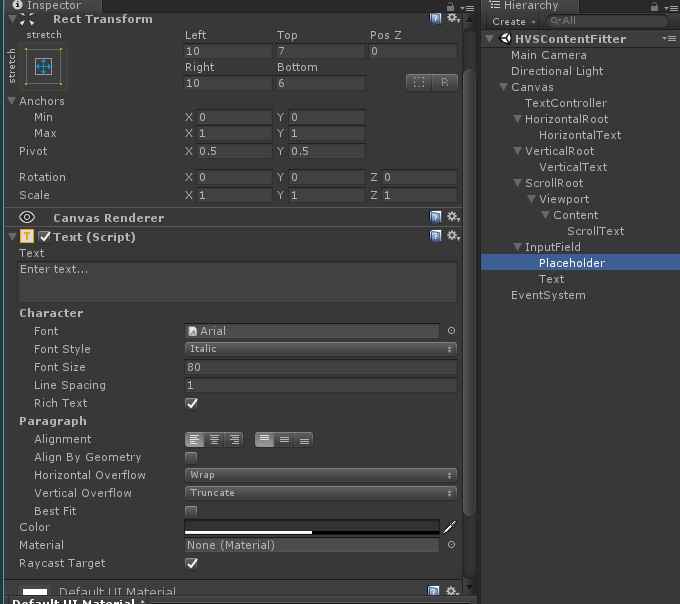 Inspector
Rect Transform
stretch
stretch
Left Top Pos Z
10 7 0
Right Bottom
10 6
R
Anchors
Min X 0 Y 0
Max X 1 Y 1
Pivot X 0.5 Y 0.5
Rotation X 0 Y 0 Z 0
Scale X 1 Y 1 Z 1
Canvas Renderer
Text (Script)
Text
Enter text...
Character
Font Arial
Font Style Italic
Font Size 80
Line Spacing 1
Rich Text
Paragraph
Alignment
Align By Geometry
Horizontal Overflow Wrap
Vertical Overflow Truncate
Best Fit
Color
Material None (Material)
Raycast Target
Default UI Material
Default UI Material
Hierarchy
Create All
HVSContentFitter
Main Camera
Directional Light
Canvas
TextController
HorizontalRoot
HorizontalText
VerticalRoot
VerticalText
ScrollRoot
Viewport
Content
ScrollText
InputField
Placeholder
Text
EventSystem